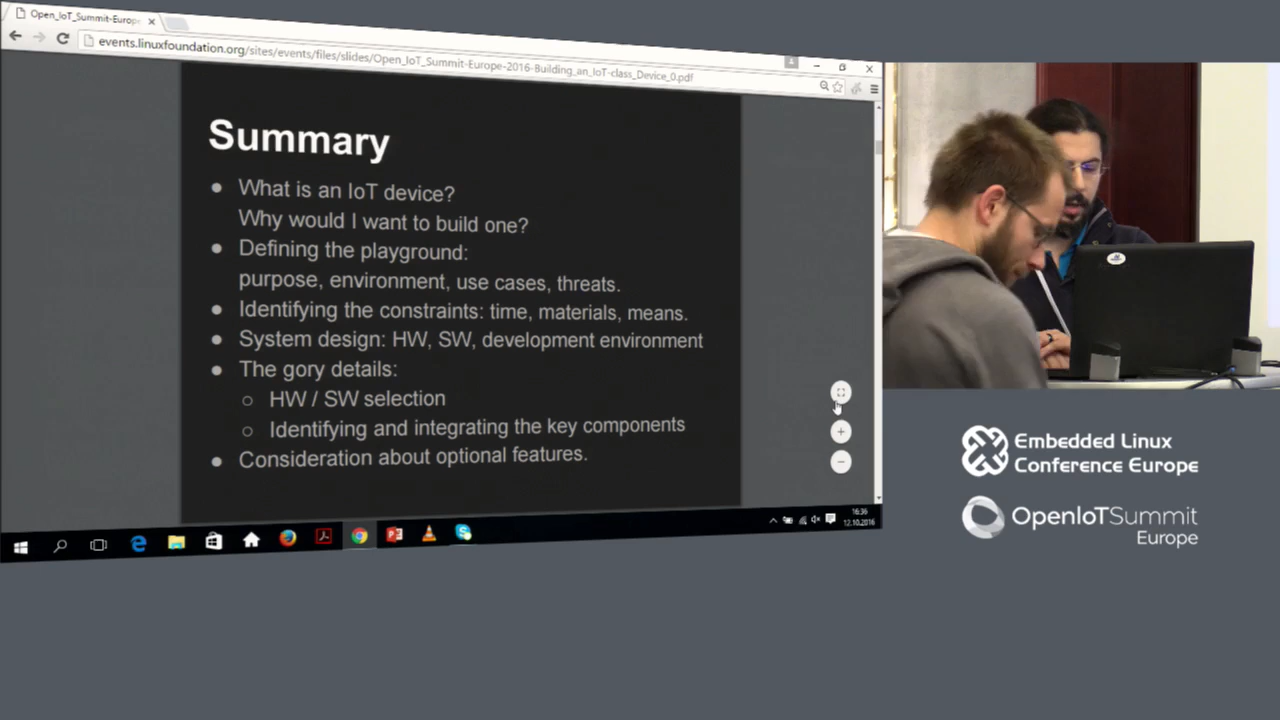 Open_IoT_Summit-Europe
events.linuxfoundation.org/sites/events/files/slides/Open_IoT_Summit-Europe-2016-Building_an_IoT-class_Device_0.pdf
Summary
● What is an IoT device?
Why would I want to build one?
● Defining the playground:
purpose, environment, use cases, threats.
● Identifying the constraints: time, materials, means.
● System design: HW, SW, development environment
● The gory details:
○ HW / SW selection
○ Identifying and integrating the key components
● Consideration about optional features.
16:36
12.10.2016
Embedded Linux
Conference Europe
OpenIoTSummit
Europe